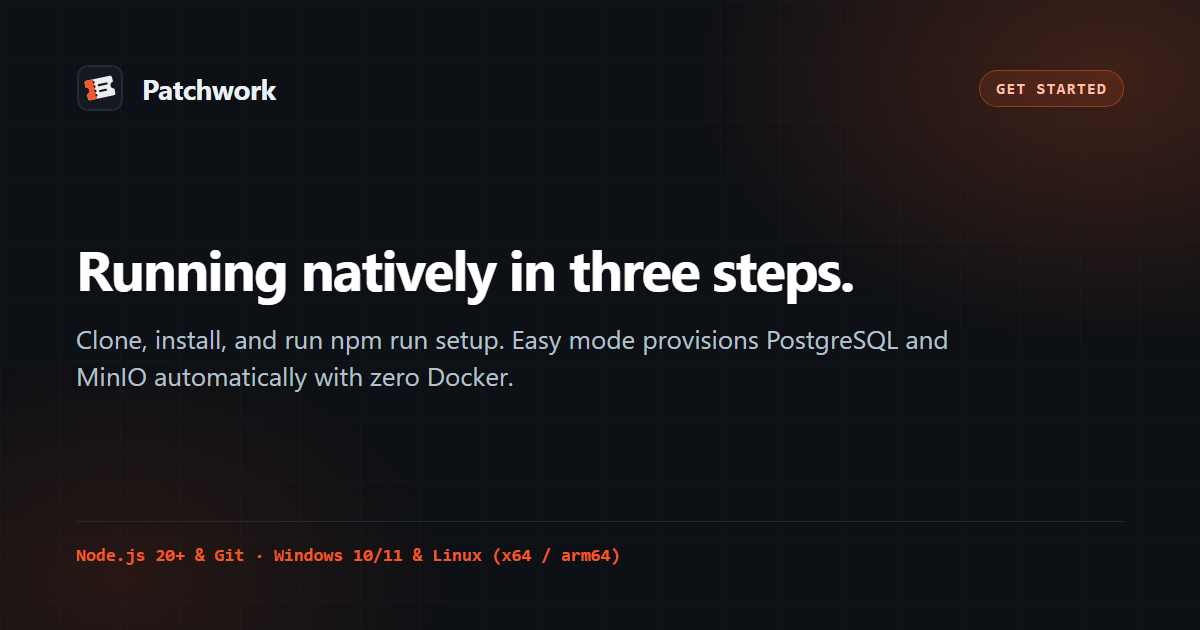 Patchwork
GET STARTED
Running natively in three steps.
Clone, install, and run npm run setup. Easy mode provisions PostgreSQL and
MinIO automatically with zero Docker.
Node.js 20+ & Git · Windows 10/11 & Linux (x64 / arm64)